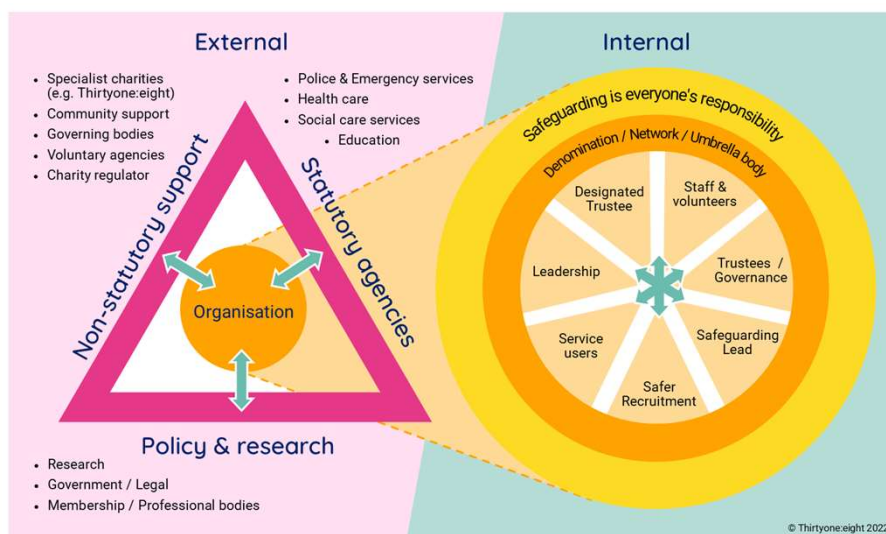 External
• Specialist charities
(e.g. Thirtyone:eight)
• Community support
• Governing bodies
• Voluntary agencies
• Charity regulator
• Police & Emergency services
• Health care
• Social care services
• Education
Non-statutory support
Statutory agencies
Organisation
Policy & research
• Research
• Government / Legal
• Membership / Professional bodies
Internal
Safeguarding is everyone's responsibility
Denomination / Network / Umbrella body
Designated
Trustee
Staff &
volunteers
Leadership
Trustees /
Governance
Service
users
Safeguarding
Lead
Safer
Recruitment
© Thirtyone:eight 2022